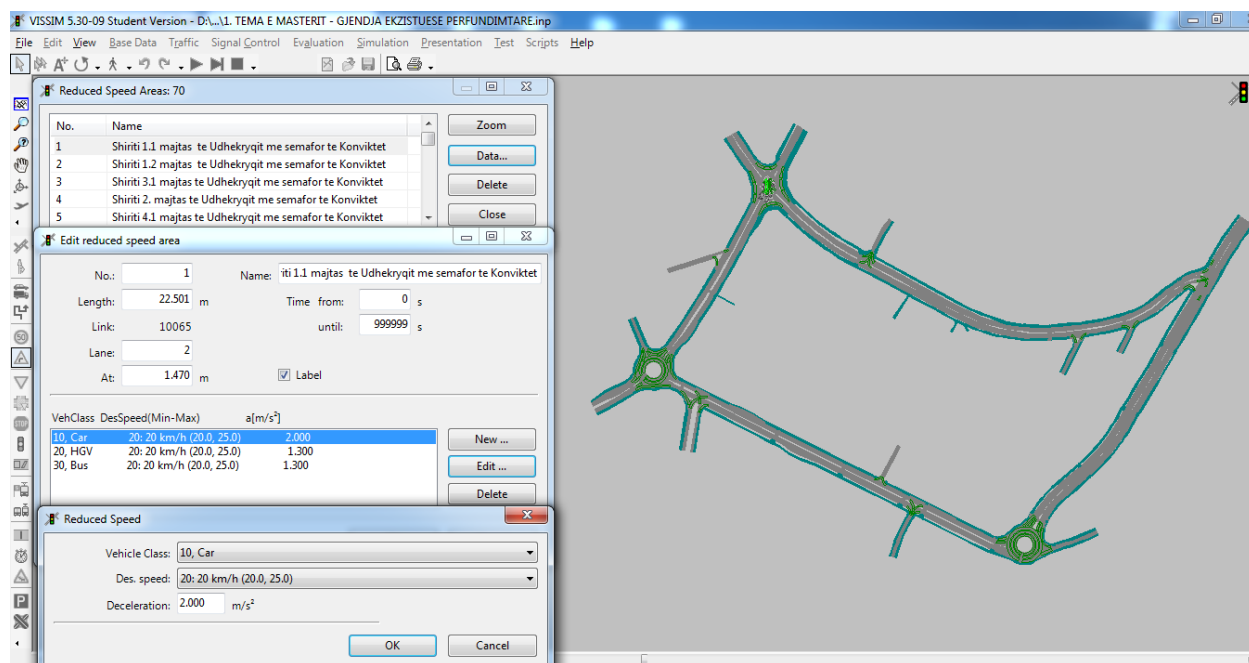 VISSIM 5.30-09 Student Version - D:\...\1. TEMA E MASTERIT - GJENDJA EKZISTUESE PERFUNDIMTARE.inp
File Edit View Base Data Traffic Signal Control Evaluation Simulation Presentation Test Scripts Help
Reduced Speed Areas: 70
No. Name
1 Shiriti 1.1 majtas te Udhekryqit me semafor te Konviktet
2 Shiriti 1.2 majtas te Udhekryqit me semafor te Konviktet
3 Shiriti 3.1 majtas te Udhekryqit me semafor te Konviktet
4 Shiriti 2. majtas te Udhekryqit me semafor te Konviktet
5 Shiriti 4.1 majtas te Udhekryqit me semafor te Konviktet
Zoom
Data...
Delete
Close
Edit reduced speed area
No.: 1 Name: iti 1.1 majtas te Udhekryqit me semafor te Konviktet
Length: 22.501 m Time from: 0 s
Link: 10065 until: 999999 s
Lane: 2
At: 1.470 m Label
VehClass DesSpeed(Min-Max) a[m/s²]
10, Car 20: 20 km/h (20.0, 25.0) 2.000
20, HGV 20: 20 km/h (20.0, 25.0) 1.300
30, Bus 20: 20 km/h (20.0, 25.0) 1.300
New ...
Edit ...
Delete
Reduced Speed
Vehicle Class: 10, Car
Des. speed: 20: 20 km/h (20.0, 25.0)
Deceleration: 2.000 m/s²
OK Cancel
50
STOP
P